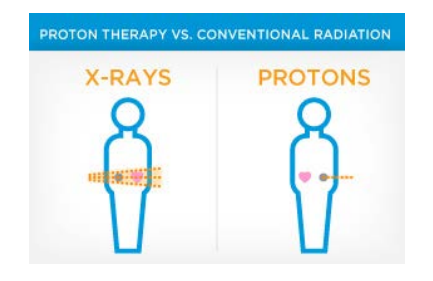 PROTON THERAPY VS. CONVENTIONAL RADIATION
X-RAYS
PROTONS